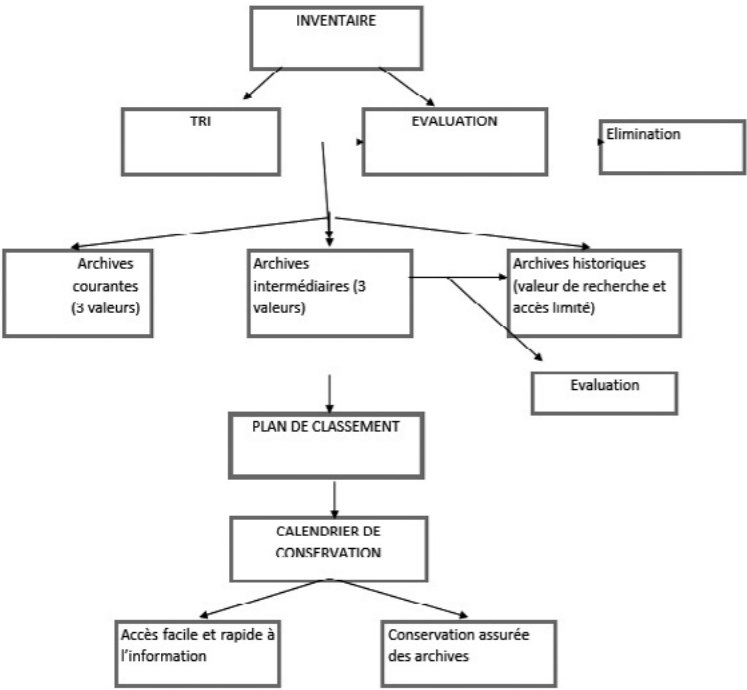 INVENTAIRE
TRI
EVALUATION
Elimination
Archives
courantes
(3 valeurs)
Archives
intermédiaires (3
valeurs)
Archives historiques
(valeur de recherche et
accès limité)
Evaluation
PLAN DE CLASSEMENT
CALENDRIER DE
CONSERVATION
Accès facile et rapide à
l’information
Conservation assurée
des archives